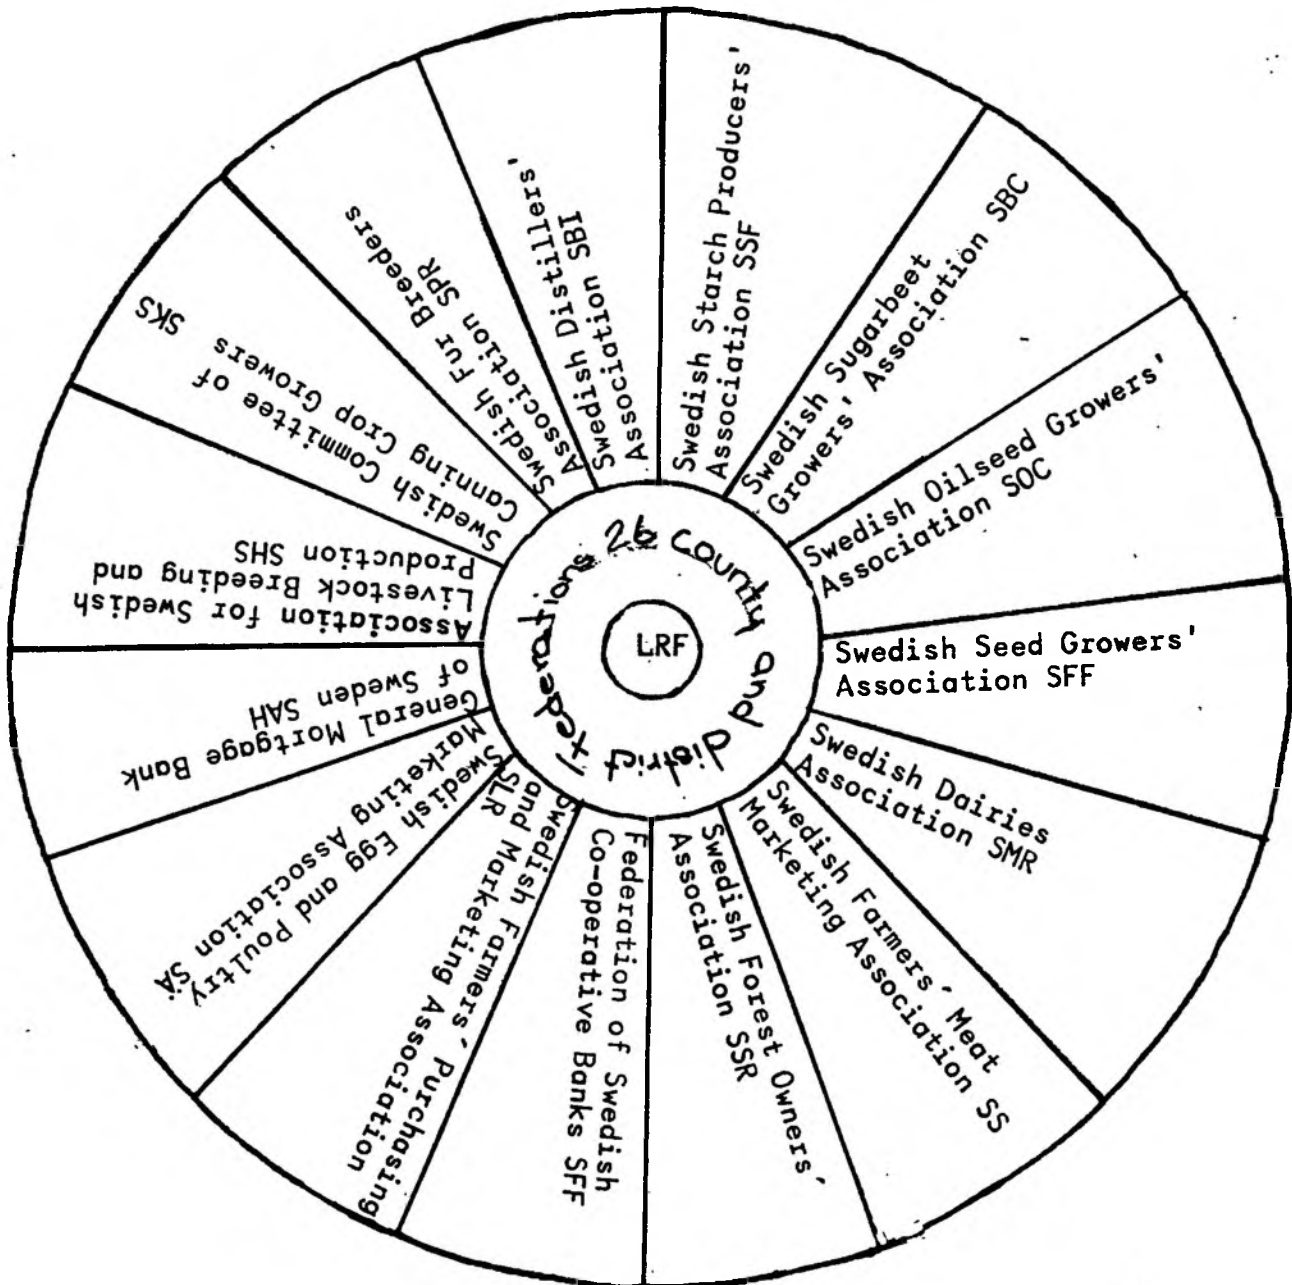 Swedish Starch Producers'
Association SSF
Swedish Sugarbeet
Growers' Association SBC
Swedish Oilseed Growers'
Association SOC
Swedish Seed Growers'
Association SFF
Swedish Dairies
Association SMR
Swedish Farmers' Meat
Marketing Association SS
Swedish Forest Owners'
Association SSR
Federation of Swedish
Co-operative Banks SFF
Swedish Farmers' Purchasing
and Marketing Association
SLR
Swedish Egg and Poultry
Marketing Association SÄ
General Mortgage Bank
of Sweden SAH
Association for Swedish
Livestock Breeding and
Production SHS
Swedish Committee of
Canning Crop Growers SKS
Swedish Fur Breeders
Association SPR
Swedish Distillers'
Association SBI
26 County and district federations
LRF